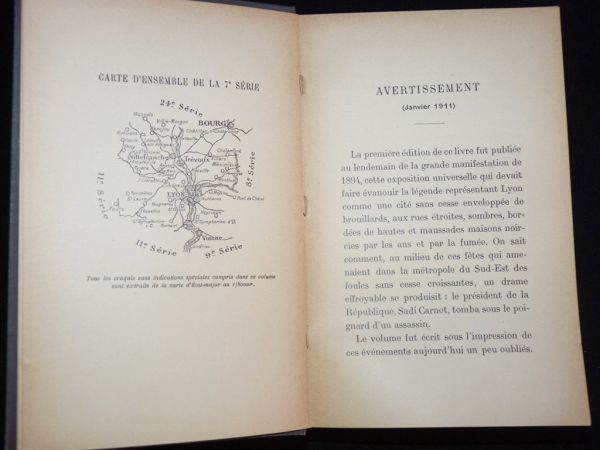 CARTE D'ENSEMBLE DE LA 7e SÉRIE
24e Série
BOURG
Villefranche
Trévoux
8e Série
LYON
Vienne
11e Série
9e Série
Tous les croquis sans indications spéciales compris dans ce volume
sont extraits de la carte d'État-major au 1/80000.
AVERTISSEMENT
(Janvier 1911)
La première édition de ce livre fut publiée
au lendemain de la grande manifestation de
1894, cette exposition universelle qui devait
faire évanouir la légende représentant Lyon
comme une cité sans cesse enveloppée de
brouillards, aux rues étroites, sombres, bor-
dées de hautes et maussades maisons noir-
cies par les ans et par la fumée. On sait
comment, au milieu de ces fêtes qui ame-
naient dans la métropole du Sud-Est des
foules sans cesse croissantes, un drame
effroyable se produisit : le président de la
République, Sadi Carnot, tomba sous le poi-
gnard d'un assassin.
Le volume fut écrit sous l'impression de
ces événements aujourd'hui un peu oubliés.